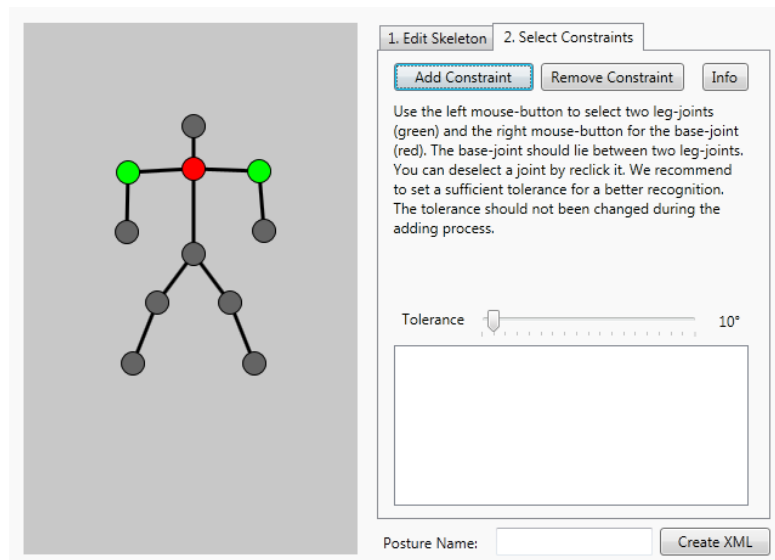 1. Edit Skeleton
2. Select Constraints
Add Constraint
Remove Constraint
Info
Use the left mouse-button to select two leg-joints
(green) and the right mouse-button for the base-joint
(red). The base-joint should lie between two leg-joints.
You can deselect a joint by reclick it. We recommend
to set a sufficient tolerance for a better recognition.
The tolerance should not been changed during the
adding process.
Tolerance
10°
Posture Name:
Create XML